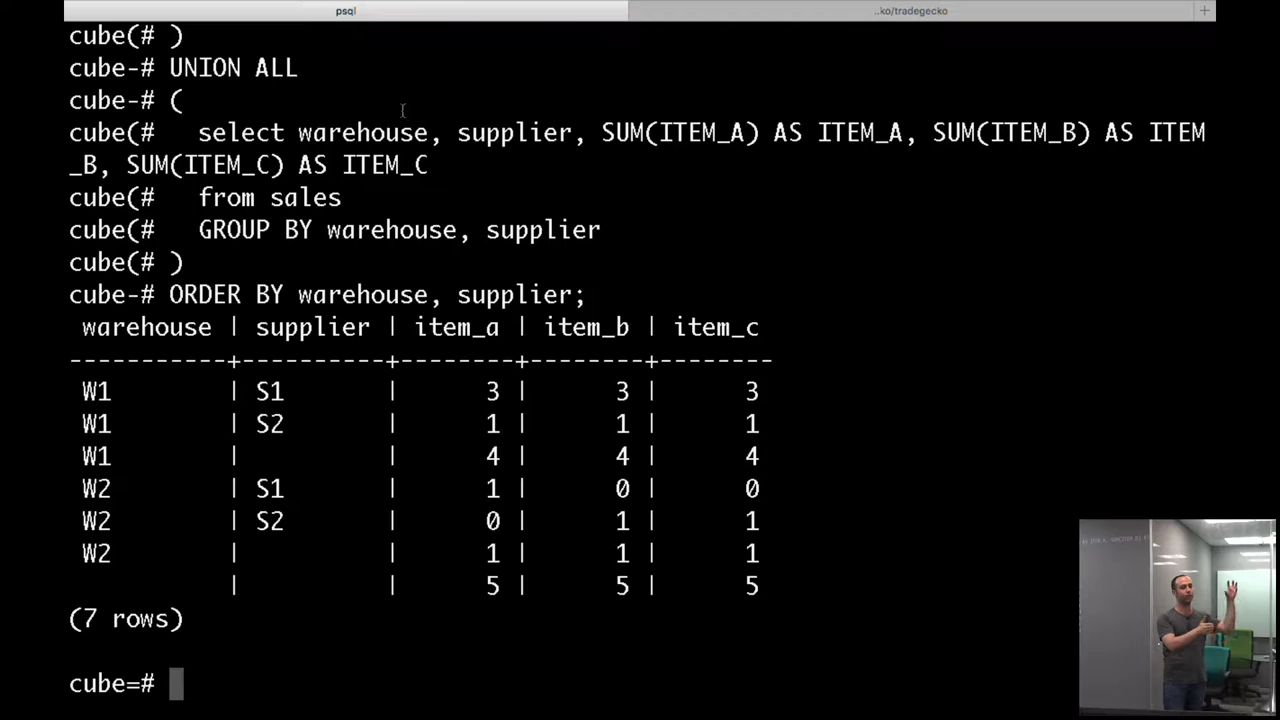 psql
..ko/tradegecko
cube(# )
cube-# UNION ALL
cube-# (
cube(#   select warehouse, supplier, SUM(ITEM_A) AS ITEM_A, SUM(ITEM_B) AS ITEM
_B, SUM(ITEM_C) AS ITEM_C
cube(#   from sales
cube(#   GROUP BY warehouse, supplier
cube(# )
cube-# ORDER BY warehouse, supplier;
 warehouse | supplier | item_a | item_b | item_c
-----------+----------+--------+--------+--------
 W1        | S1       |      3 |      3 |      3
 W1        | S2       |      1 |      1 |      1
 W1        |          |      4 |      4 |      4
 W2        | S1       |      1 |      0 |      0
 W2        | S2       |      0 |      1 |      1
 W2        |          |      1 |      1 |      1
           |          |      5 |      5 |      5
(7 rows)
cube=#